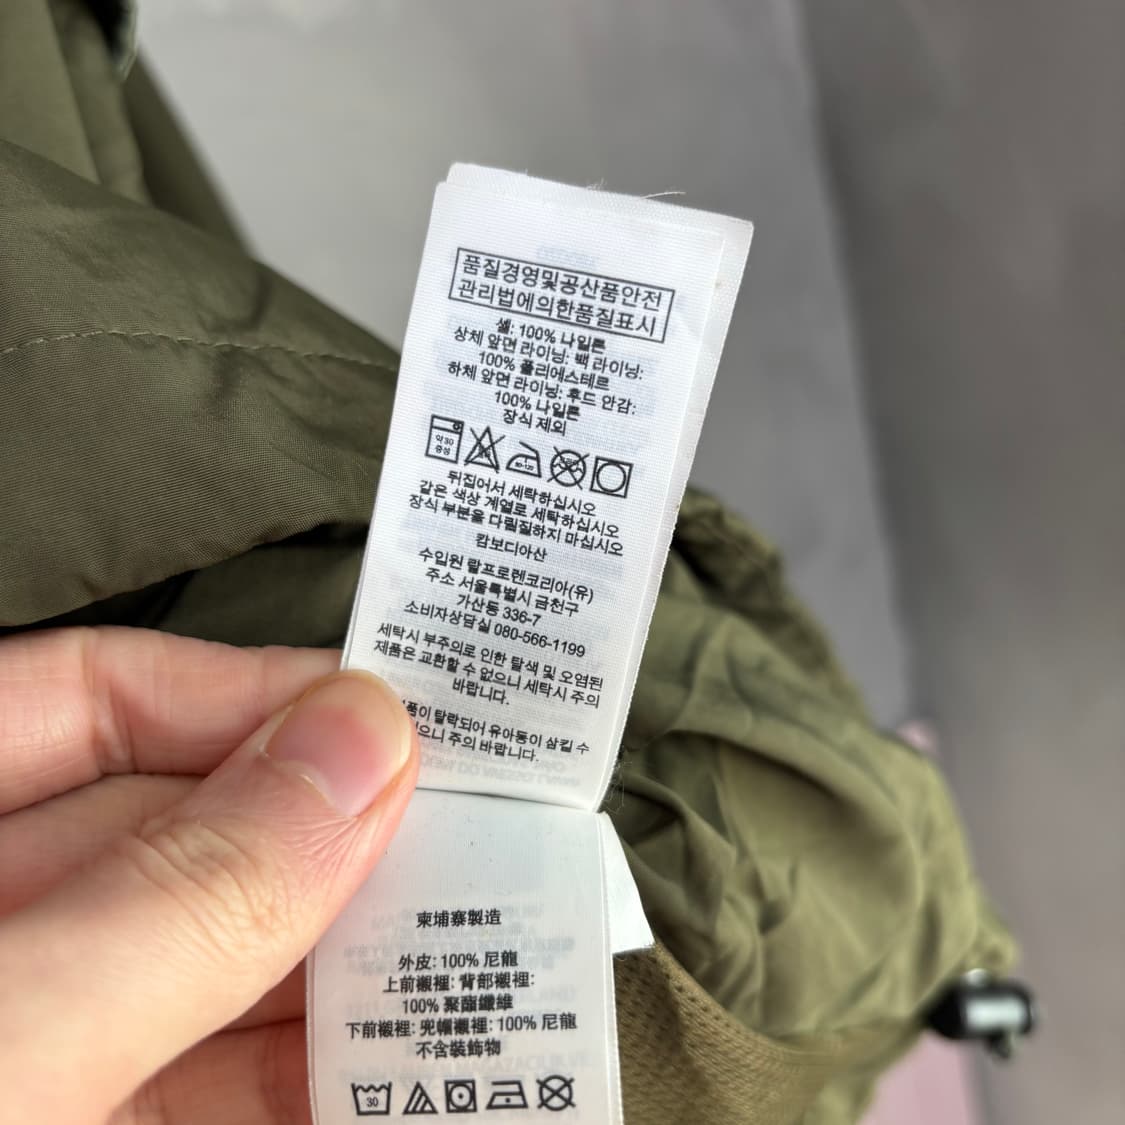 품질경영및공산품안전
관리법에의한품질표시
셸: 100% 나일론
상체 앞면 라이닝: 백 라이닝:
100% 폴리에스테르
하체 앞면 라이닝: 후드 안감:
100% 나일론
장식 제외
약30
중성
80-120
뒤집어서 세탁하십시오
같은 색상 계열로 세탁하십시오
장식 부분을 다림질하지 마십시오
캄보디아산
수입원 랄프로렌코리아(유)
주소 서울특별시 금천구
가산동 336-7
소비자상담실 080-566-1199
세탁시 부주의로 인한 탈색 및 오염된
제품은 교환할 수 없으니 세탁시 주의
바랍니다.
탈락되어 유아동이 삼킬 수
주의 바랍니다.
柬埔寨製造
外皮: 100% 尼龍
上前襯裡: 背部襯裡:
100% 聚酯纖維
下前襯裡: 兜帽襯裡: 100% 尼龍
不含裝飾物
30